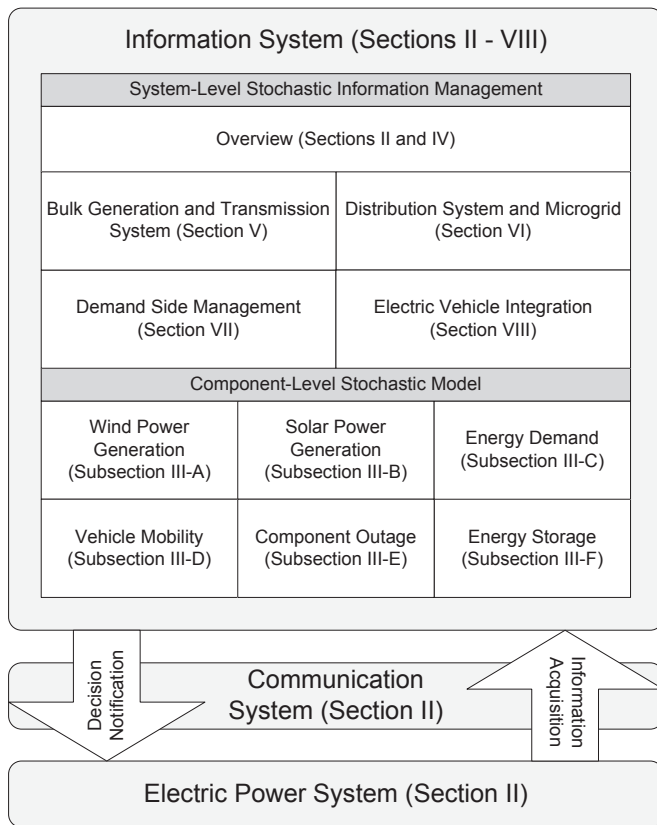 Information System (Sections II - VIII)
System-Level Stochastic Information Management
Overview (Sections II and IV)
Bulk Generation and Transmission
System (Section V)
Distribution System and Microgrid
(Section VI)
Demand Side Management
(Section VII)
Electric Vehicle Integration
(Section VIII)
Component-Level Stochastic Model
Wind Power
Generation
(Subsection III-A)
Solar Power
Generation
(Subsection III-B)
Energy Demand
(Subsection III-C)
Vehicle Mobility
(Subsection III-D)
Component Outage
(Subsection III-E)
Energy Storage
(Subsection III-F)
Decision
Notification
Communication
System (Section II)
Information
Acquisition
Electric Power System (Section II)